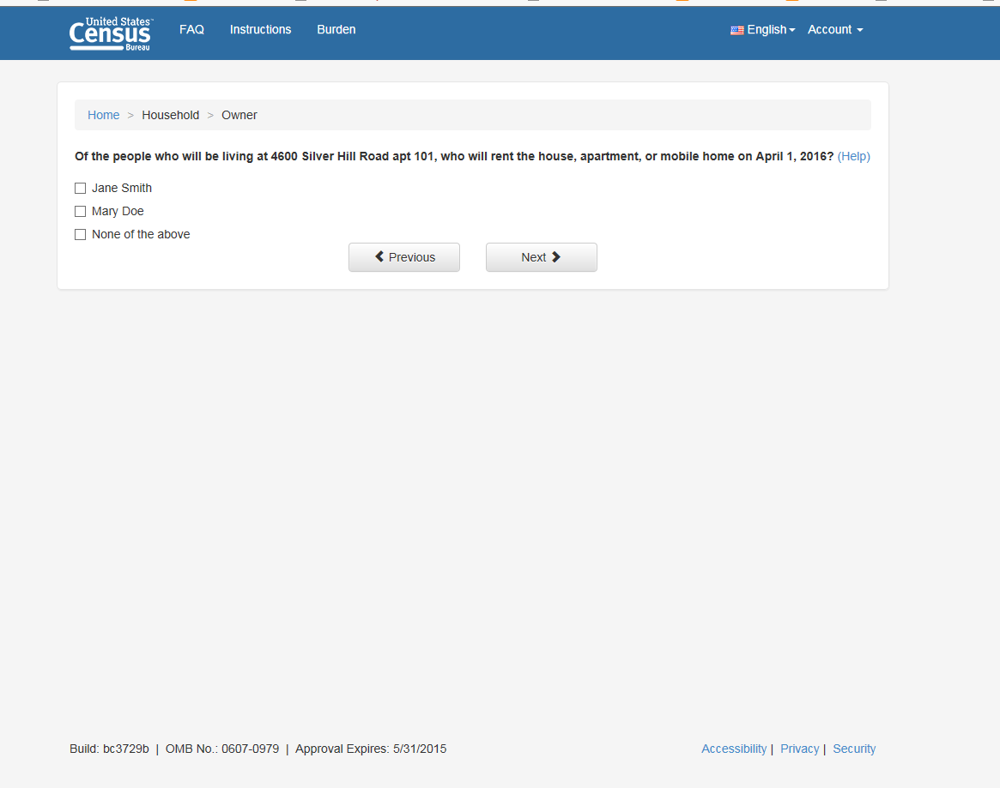 United States™
Census
Bureau
FAQ Instructions Burden English Account
Home > Household > Owner
Of the people who will be living at 4600 Silver Hill Road apt 101, who will rent the house, apartment, or mobile home on April 1, 2016? (Help)
Jane Smith
Mary Doe
None of the above
Previous Next
Build: bc3729b | OMB No.: 0607-0979 | Approval Expires: 5/31/2015 Accessibility | Privacy | Security